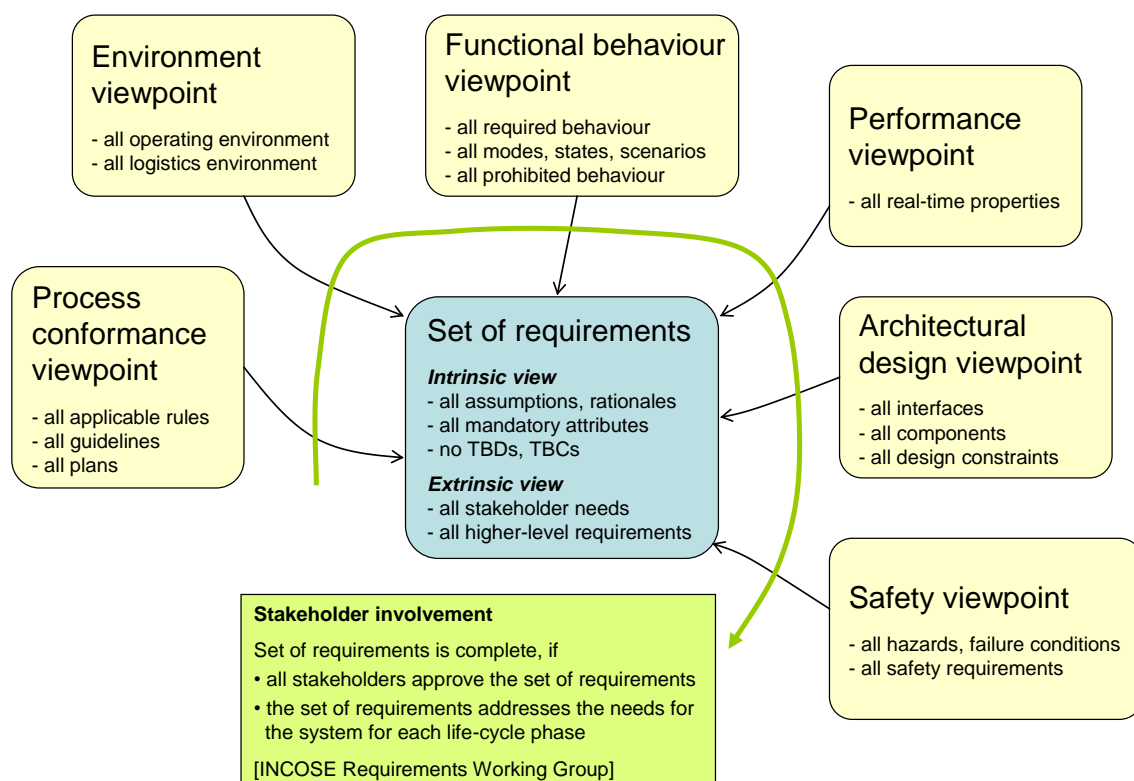 Environment
viewpoint
- all operating environment
- all logistics environment
Functional behaviour
viewpoint
- all required behaviour
- all modes, states, scenarios
- all prohibited behaviour
Performance
viewpoint
- all real-time properties
Process
conformance
viewpoint
- all applicable rules
- all guidelines
- all plans
Set of requirements
Intrinsic view
- all assumptions, rationales
- all mandatory attributes
- no TBDs, TBCs
Extrinsic view
- all stakeholder needs
- all higher-level requirements
Architectural
design viewpoint
- all interfaces
- all components
- all design constraints
Safety viewpoint
- all hazards, failure conditions
- all safety requirements
Stakeholder involvement
Set of requirements is complete, if
• all stakeholders approve the set of requirements
• the set of requirements addresses the needs for
the system for each life-cycle phase
[INCOSE Requirements Working Group]